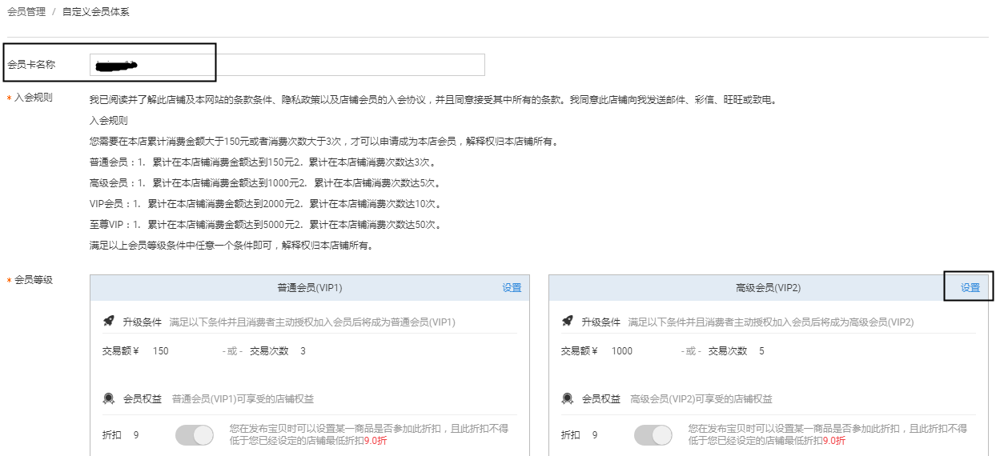 会员管理 / 自定义会员体系
会员卡名称
* 入会规则
我已阅读并了解此店铺及本网站的条款条件、隐私政策以及店铺会员的入会协议，并且同意接受其中所有的条款。我同意此店铺向我发送邮件、彩信、旺旺或致电。
入会规则
您需要在本店累计消费金额大于150元或者消费次数大于3次，才可以申请成为本店会员，解释权归本店铺所有。
普通会员：1. 累计在本店铺消费金额达到150元2. 累计在本店铺消费次数达3次。
高级会员：1. 累计在本店铺消费金额达到1000元2. 累计在本店铺消费次数达5次。
VIP会员：1. 累计在本店铺消费金额达到2000元2. 累计在本店铺消费次数达10次。
至尊VIP：1. 累计在本店铺消费金额达到5000元2. 累计在本店铺消费次数达50次。
满足以上会员等级条件中任意一个条件即可，解释权归本店铺所有。
* 会员等级
普通会员(VIP1) 设置
升级条件 满足以下条件并且消费者主动授权加入会员后将成为普通会员(VIP1)
交易额¥ 150 - 或 - 交易次数 3
会员权益 普通会员(VIP1)可享受的店铺权益
折扣 9
您在发布宝贝时可以设置某一商品是否参加此折扣，且此折扣不得
低于您已经设定的店铺最低折扣9.0折
高级会员(VIP2) 设置
升级条件 满足以下条件并且消费者主动授权加入会员后将成为高级会员(VIP2)
交易额¥ 1000 - 或 - 交易次数 5
会员权益 高级会员(VIP2)可享受的店铺权益
折扣 9
您在发布宝贝时可以设置某一商品是否参加此折扣，且此折扣不得
低于您已经设定的店铺最低折扣9.0折